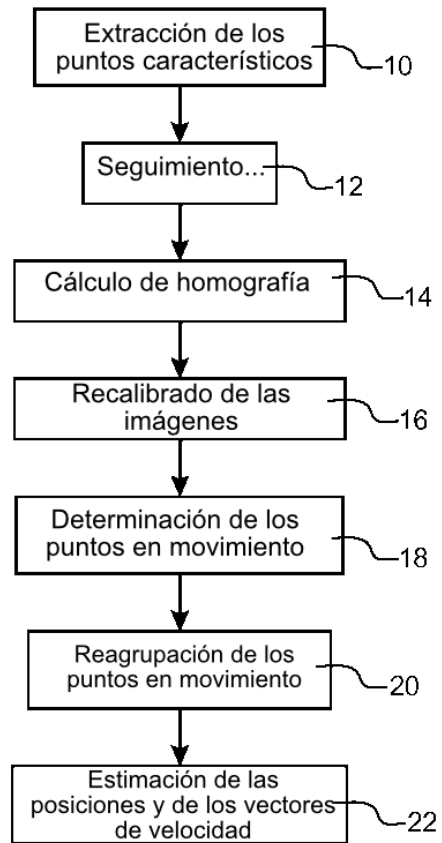 Extracción de los
puntos característicos
10
Seguimiento...
12
Cálculo de homografía
14
Recalibrado de las
imágenes
16
Determinación de los
puntos en movimiento
18
Reagrupación de los
puntos en movimiento
20
Estimación de las
posiciones y de los vectores
de velocidad
22